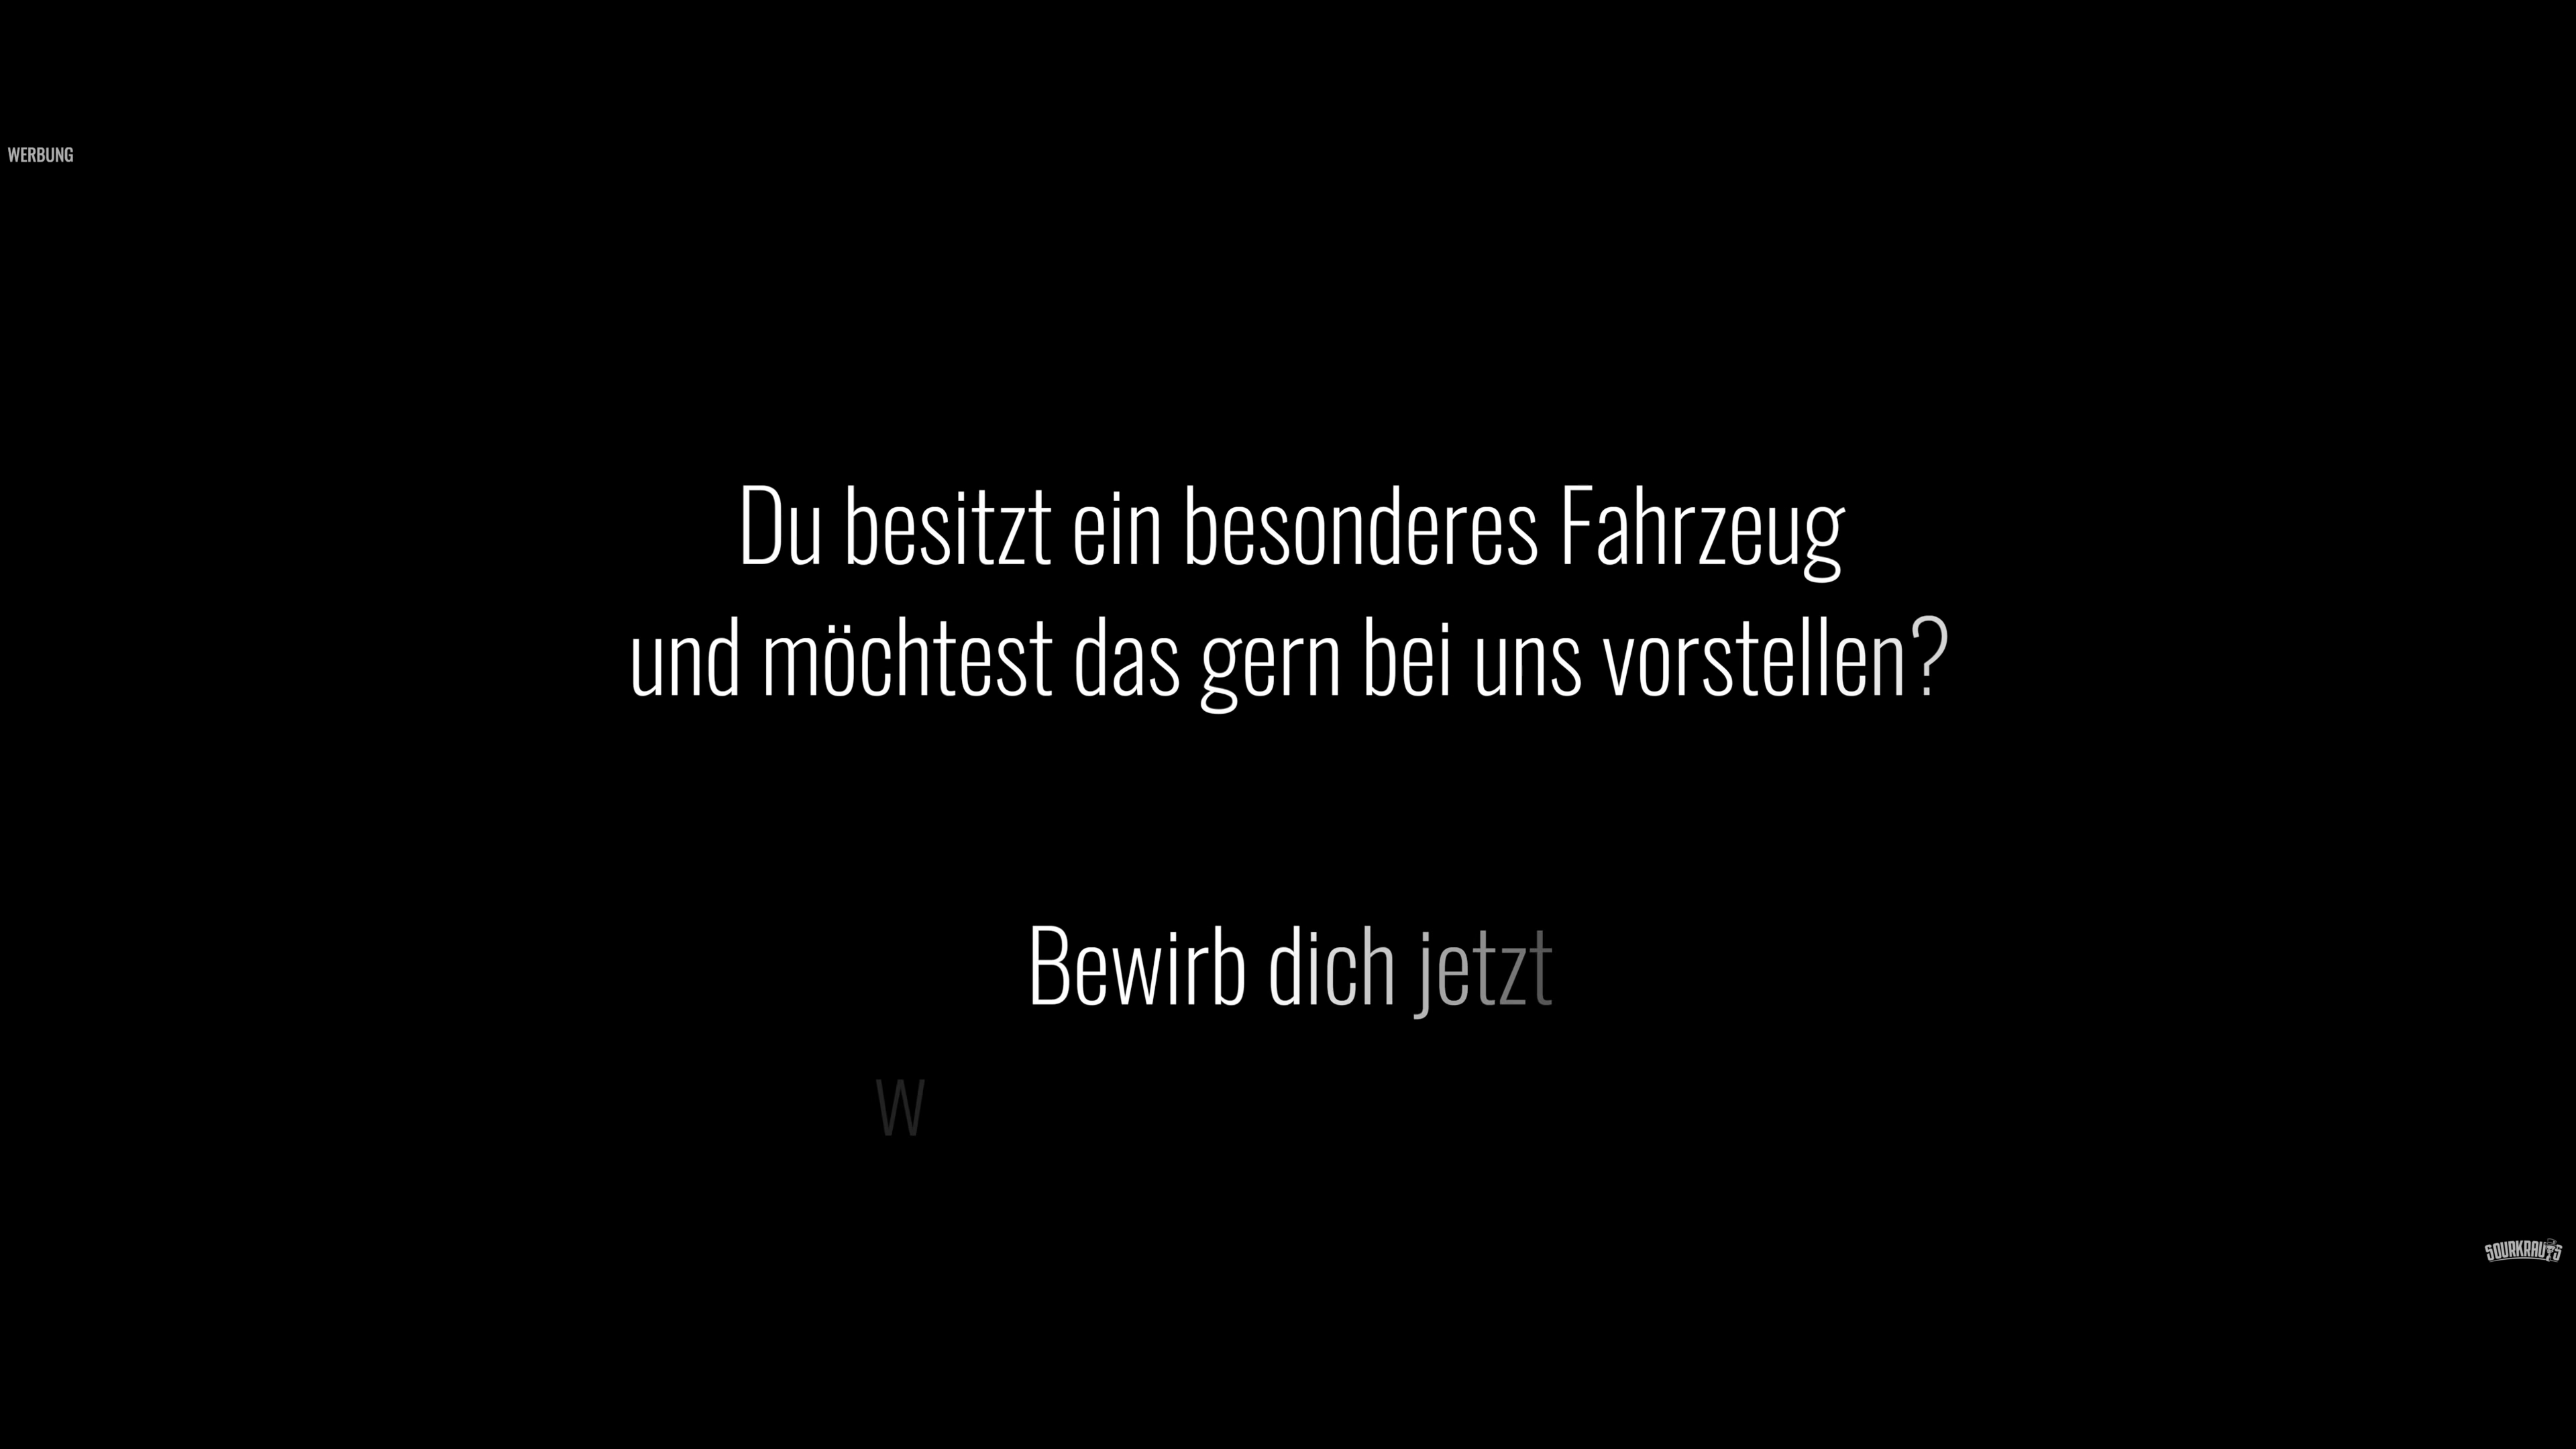 WERBUNG
Du besitzt ein besonderes Fahrzeug
und möchtest das gern bei uns vorstellen?
Bewirb dich jetzt
W
SOURKRAUTS